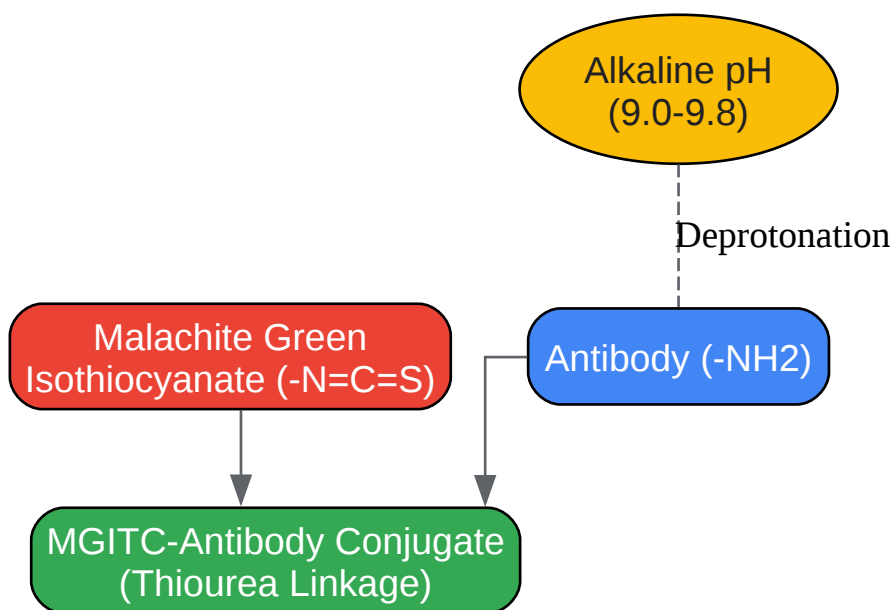 Alkaline pH
(9.0-9.8)
Deprotonation
Malachite Green
Isothiocyanate (-N=C=S)
Antibody (-NH2)
MGITC-Antibody Conjugate
(Thiourea Linkage)